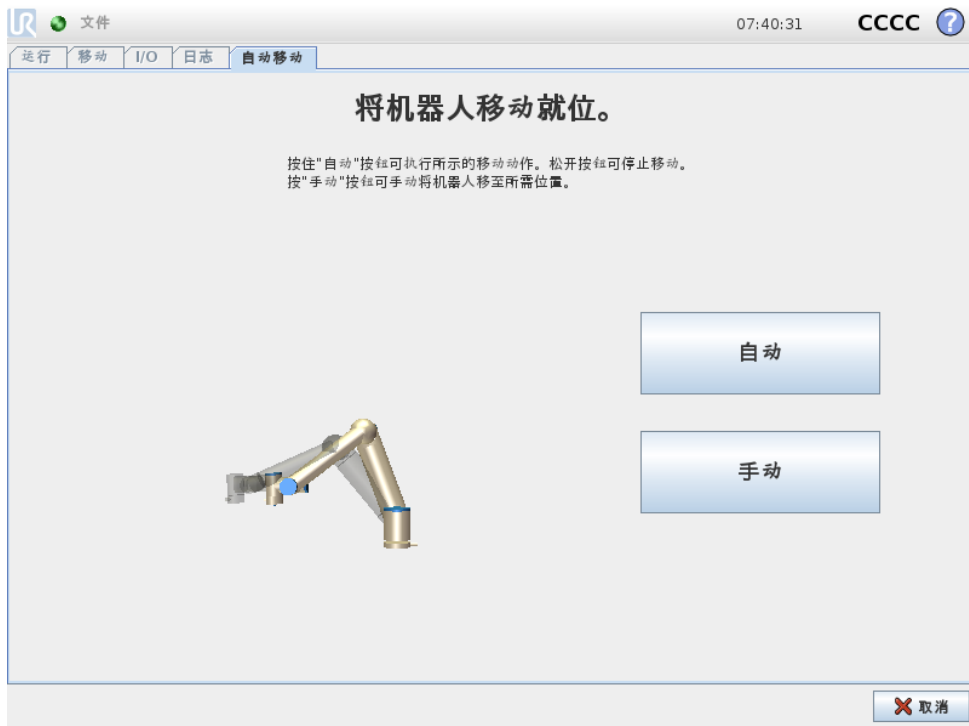 UR 文件 07:40:31 CCCC ?
运行 移动 I/O 日志 自动移动
将机器人移动就位。
按住"自动"按钮可执行所示的移动动作。松开按钮可停止移动。
按"手动"按钮可手动将机器人移至所需位置。
自动
手动
取消